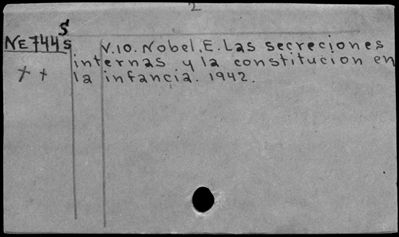 2
S
NE744S V.10. Nobel, E. Las secreciones
internas y la constitucion en
++ la infancia. 1942.